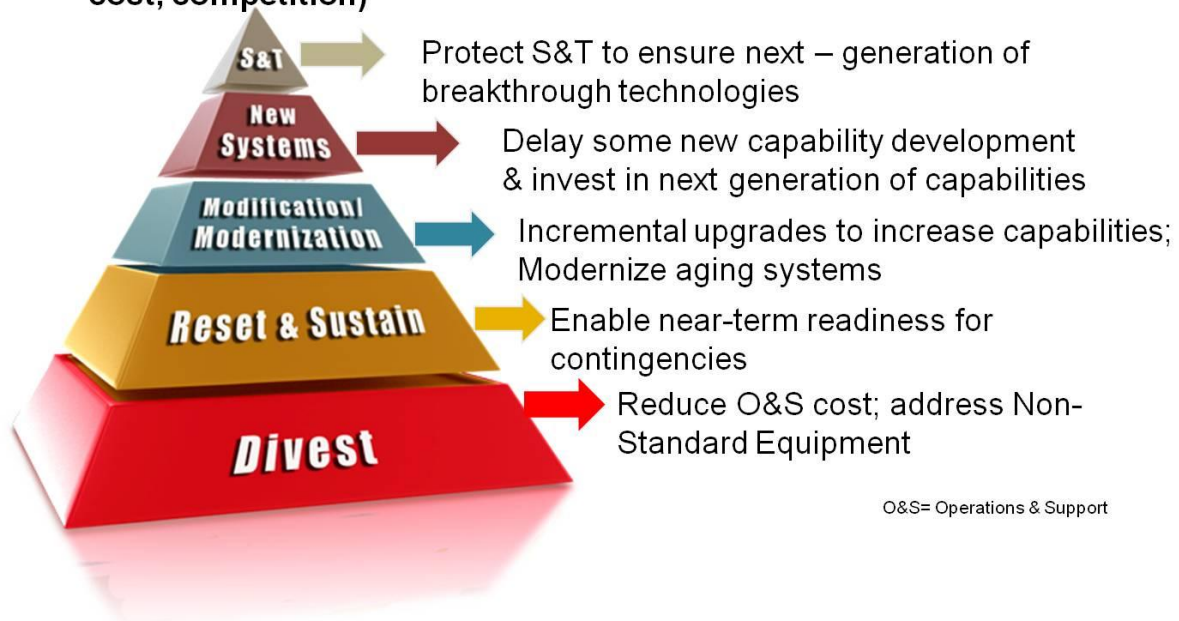 cost, competition)
S&T
Protect S&T to ensure next – generation of
breakthrough technologies
New
Systems
Delay some new capability development
& invest in next generation of capabilities
Modification/
Modernization
Incremental upgrades to increase capabilities;
Modernize aging systems
Reset & Sustain
Enable near-term readiness for
contingencies
Divest
Reduce O&S cost; address Non-
Standard Equipment
O&S= Operations & Support